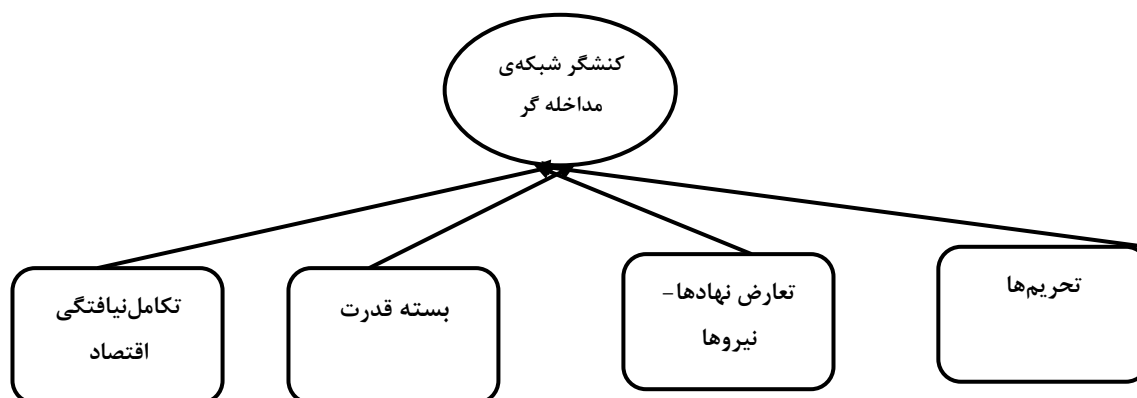 کنشگر شبکه‌ی
مداخله گر
تحریم‌ها
تعارض نهادها-
نیروها
بسته قدرت
تکامل‌نیافتگی
اقتصاد